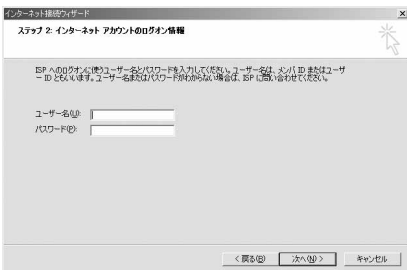 インターネット接続ウィザード
ステップ 2: インターネット アカウントのログオン情報
ISP へのログオンに使うユーザー名とパスワードを入力してください。ユーザー名は、メンバ ID またはユーザ
ー ID ともいいます。ユーザー名またはパスワードがわからない場合は、ISP に問い合わせてください。
ユーザー名(U):
パスワード(P):
< 戻る(B)
次へ(N) >
キャンセル